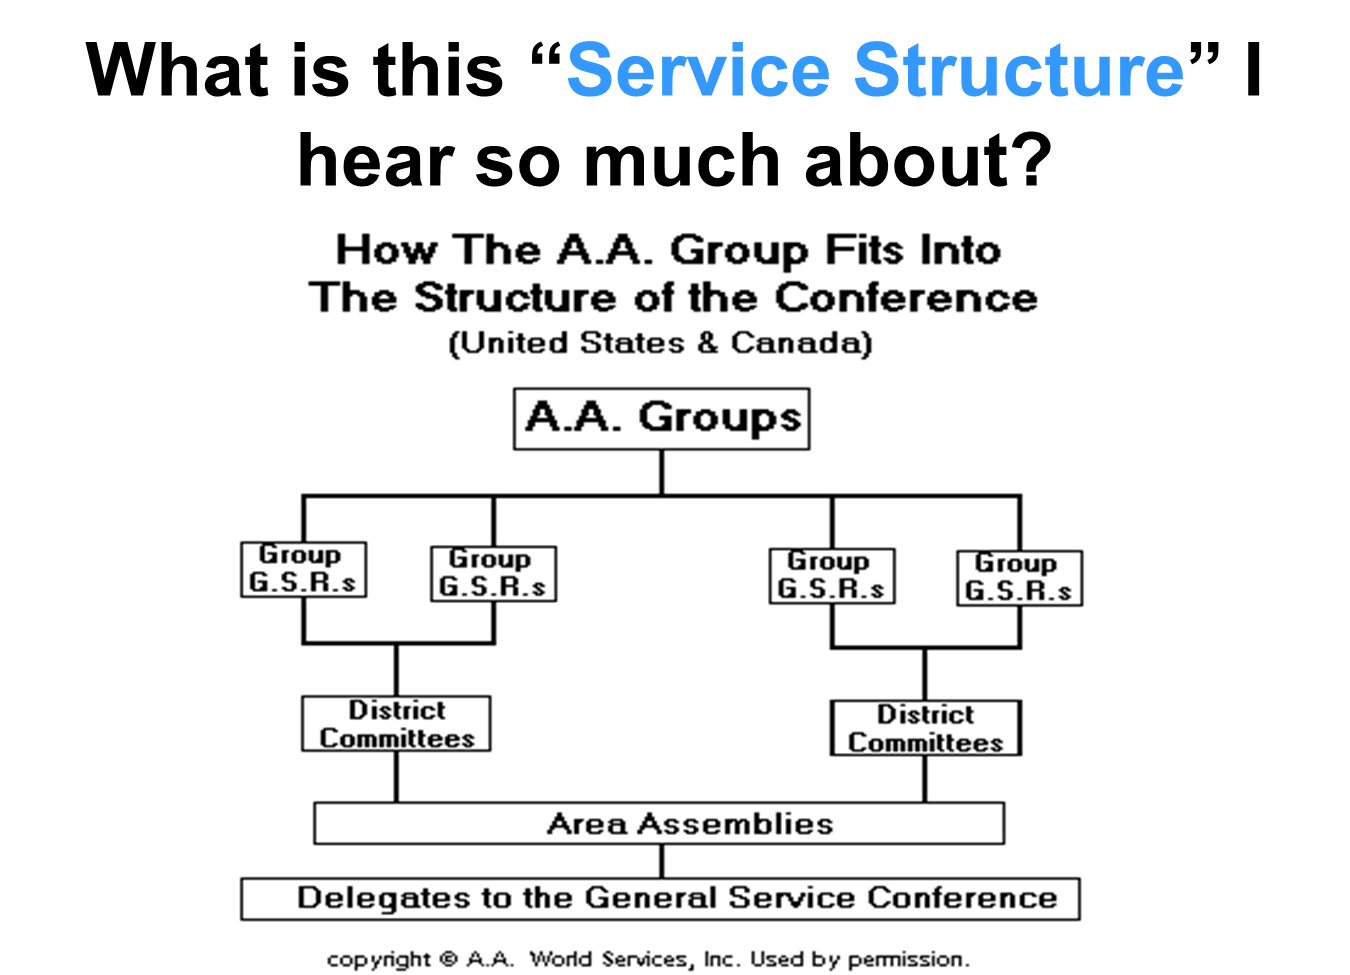 What is this “Service Structure” I
hear so much about?
How The A.A. Group Fits Into
The Structure of the Conference
(United States & Canada)
A.A. Groups
Group
G.S.R.s
Group
G.S.R.s
Group
G.S.R.s
Group
G.S.R.s
District
Committees
District
Committees
Area Assemblies
Delegates to the General Service Conference
copyright © A.A. World Services, Inc. Used by permission.